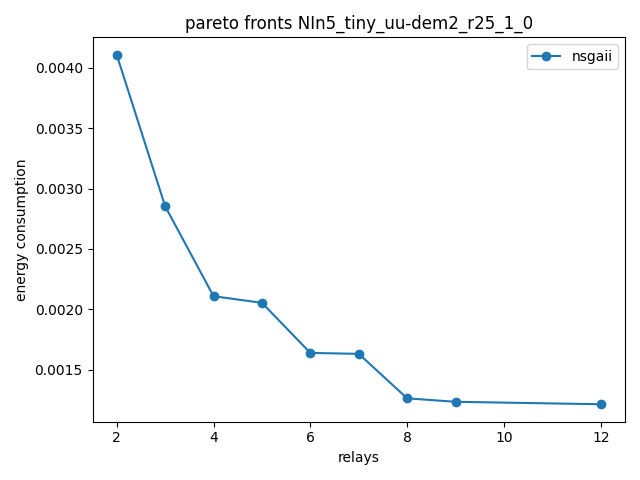 pareto fronts NIn5_tiny_uu-dem2_r25_1_0
nsgaii
energy consumption
0.0040
0.0035
0.0030
0.0025
0.0020
0.0015
2 4 6 8 10 12
relays